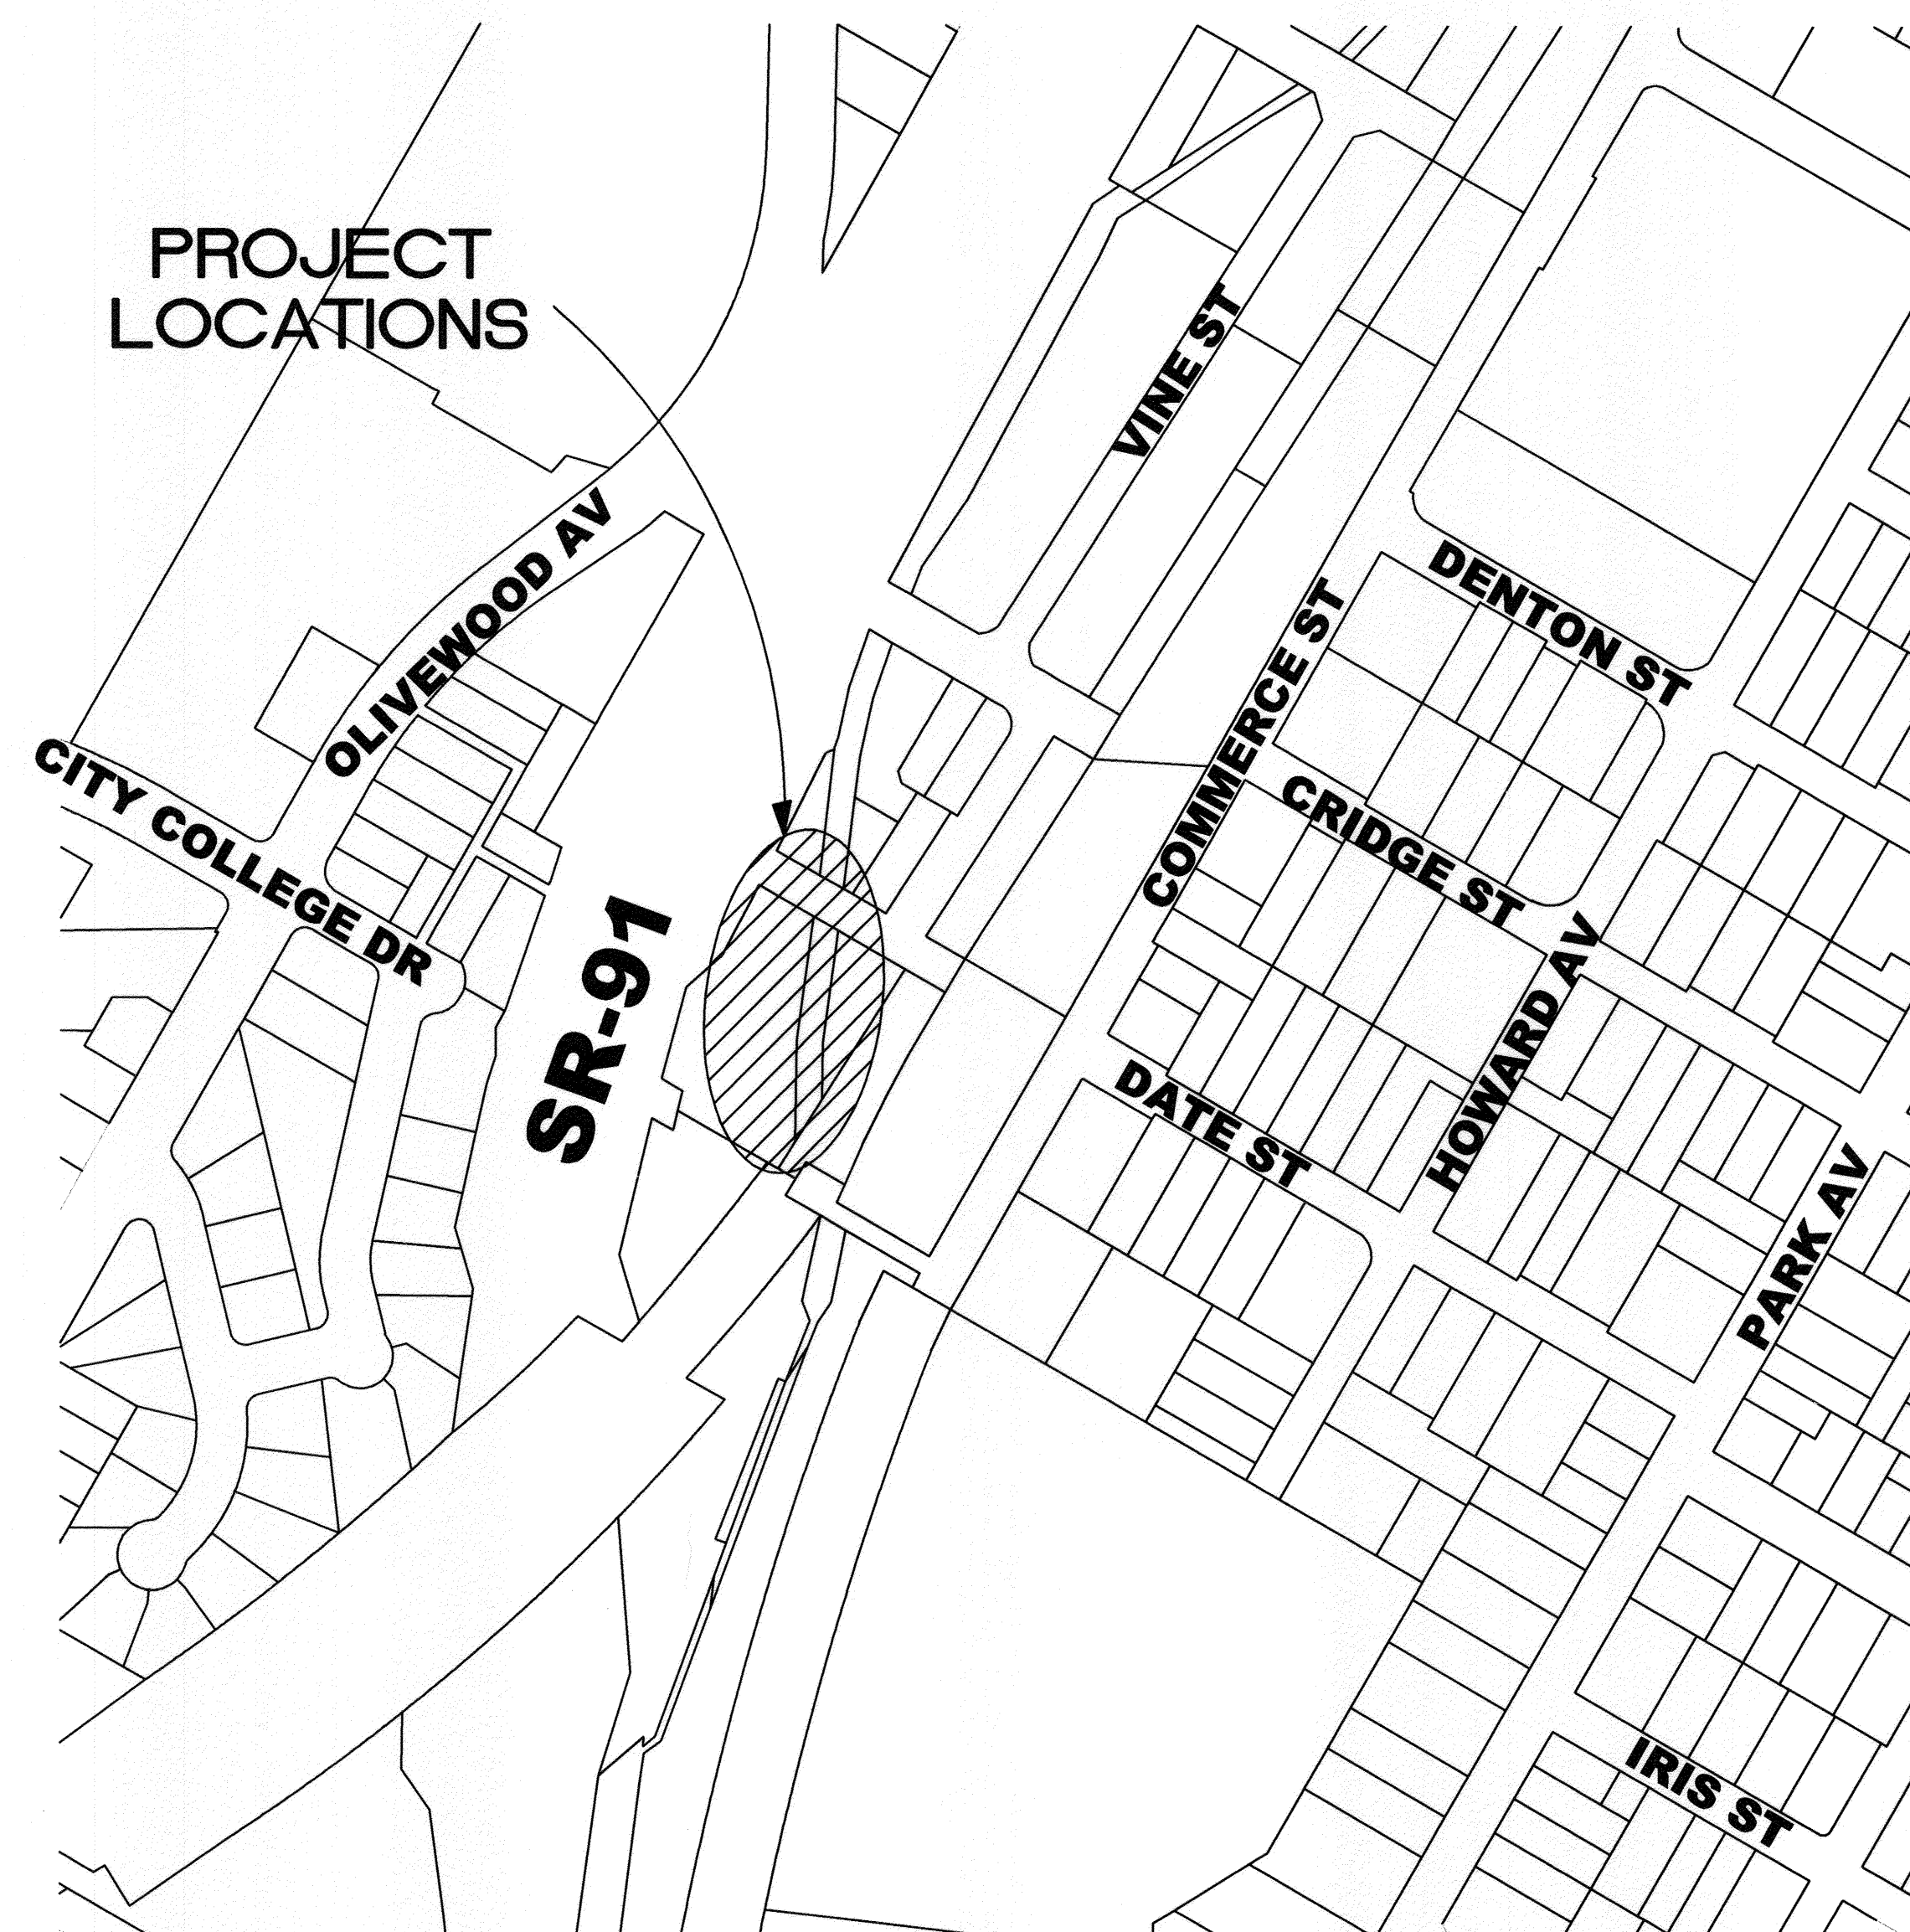 PROJECT
LOCATIONS
VINE ST
OLIVEWOOD AV
DENTON ST
COMMERCE ST
CITY COLLEGE DR
CRIDGE ST
SR-91
HOWARD AV
DATE ST
PARK AV
IRIS ST